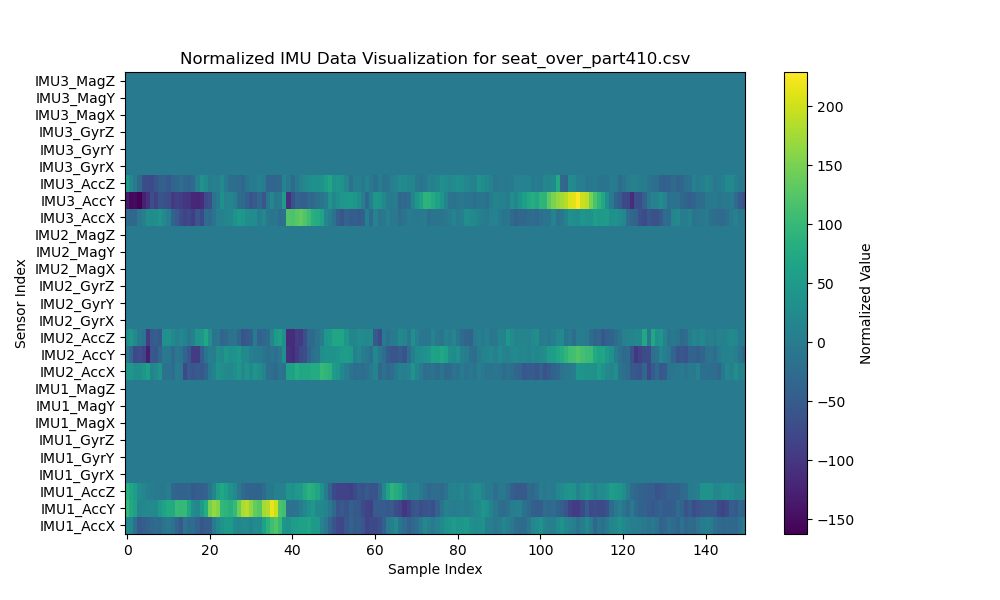 Normalized IMU Data Visualization for seat_over_part410.csv
IMU3_MagZ
IMU3_MagY
IMU3_MagX
IMU3_GyrZ
IMU3_GyrY
IMU3_GyrX
IMU3_AccZ
IMU3_AccY
IMU3_AccX
IMU2_MagZ
IMU2_MagY
IMU2_MagX
IMU2_GyrZ
IMU2_GyrY
IMU2_GyrX
IMU2_AccZ
IMU2_AccY
IMU2_AccX
IMU1_MagZ
IMU1_MagY
IMU1_MagX
IMU1_GyrZ
IMU1_GyrY
IMU1_GyrX
IMU1_AccZ
IMU1_AccY
IMU1_AccX
Sensor Index
0 20 40 60 80 100 120 140
Sample Index
200
150
100
50
0
−50
−100
−150
Normalized Value